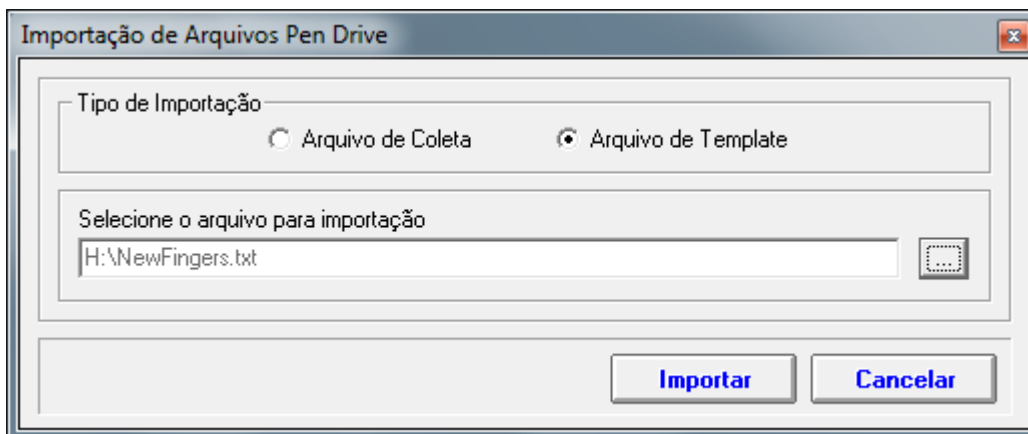 Importação de Arquivos Pen Drive
Tipo de Importação
Arquivo de Coleta Arquivo de Template
Selecione o arquivo para importação
H:\NewFingers.txt ...
Importar Cancelar